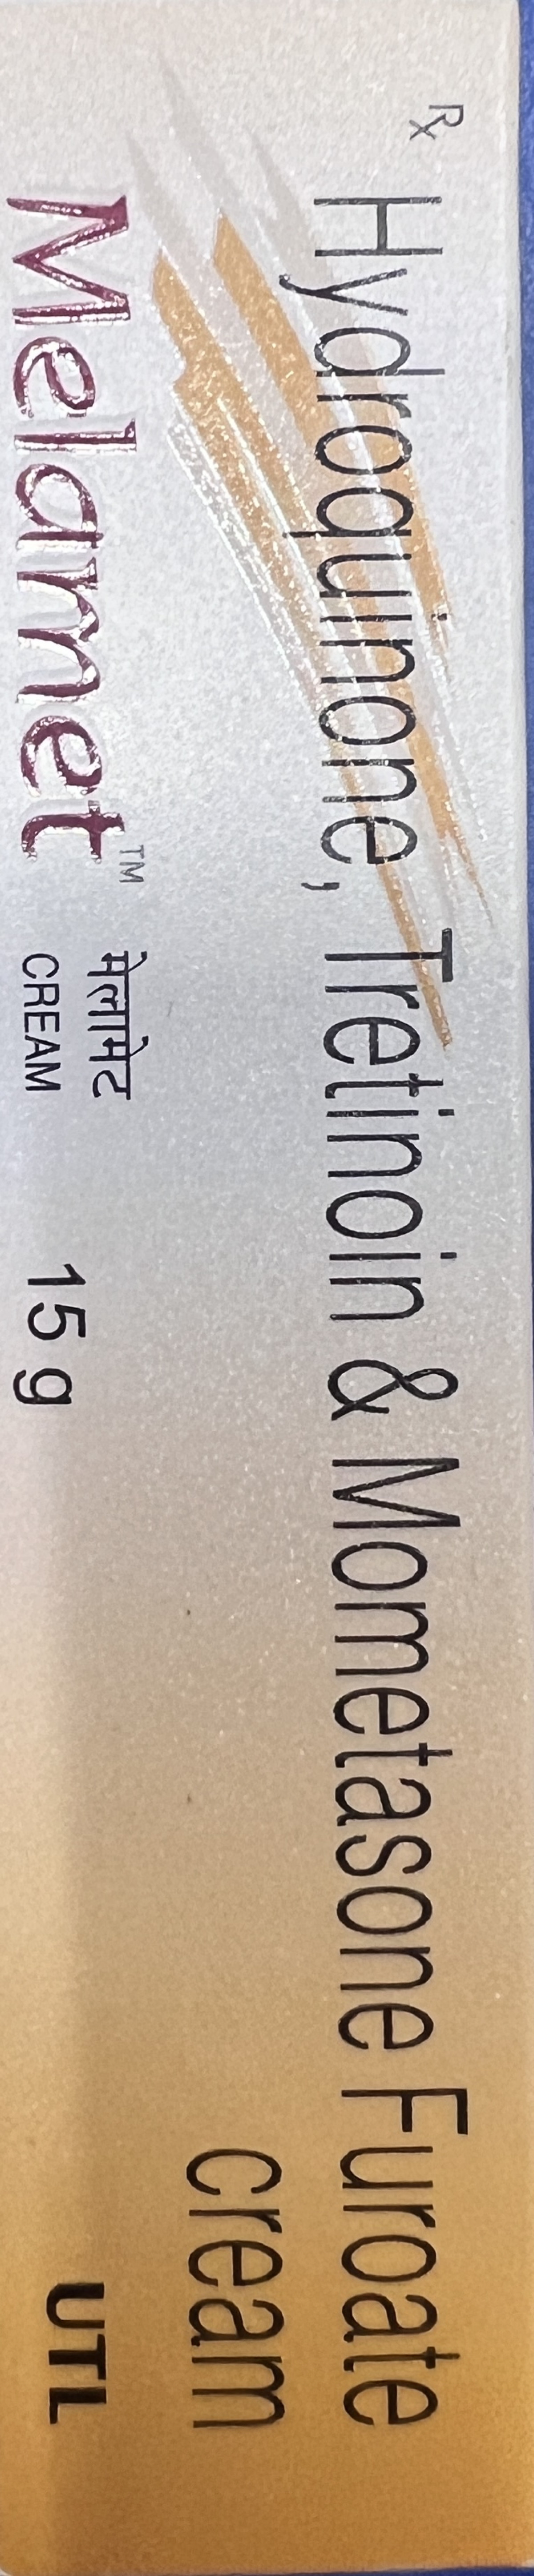 Rx
Hydroquinone, Tretinoin & Mometasone Furoate
cream
Melamet™ मेलामेट
CREAM 15 g
UTL